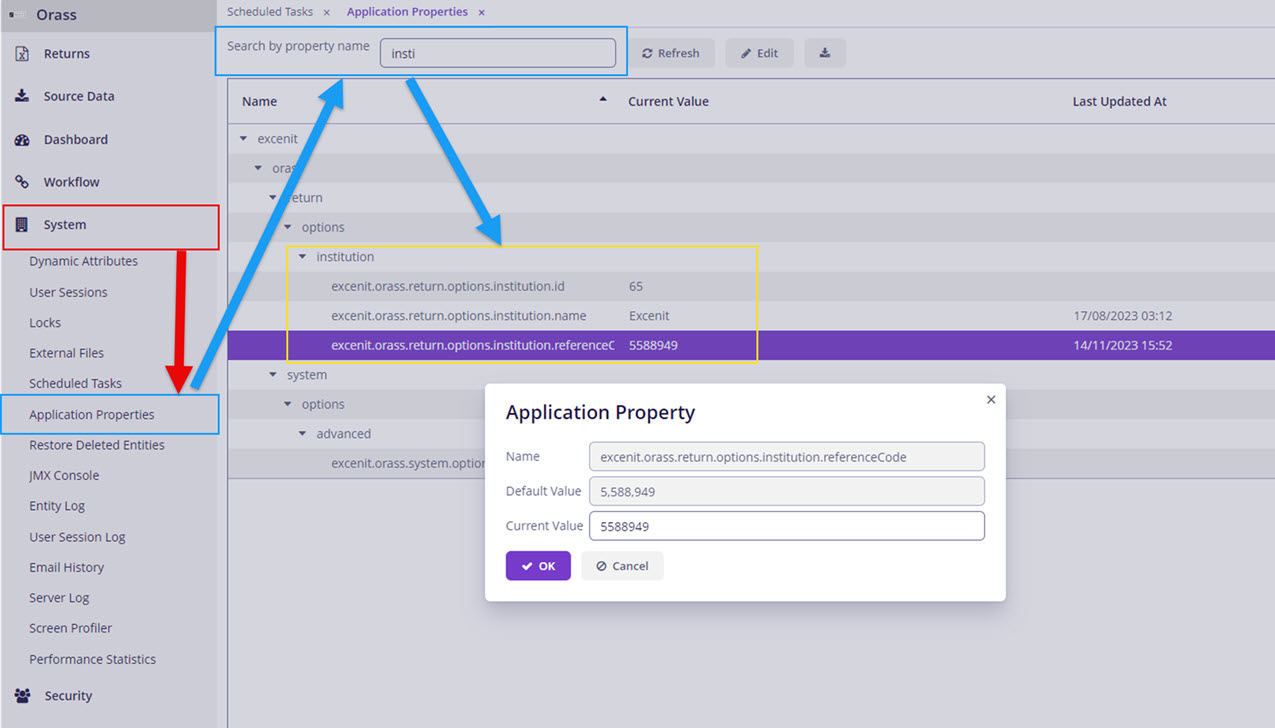 Orass
Scheduled Tasks × Application Properties ×
Returns
Source Data
Dashboard
Workflow
System
Dynamic Attributes
User Sessions
Locks
External Files
Scheduled Tasks
Application Properties
Restore Deleted Entities
JMX Console
Entity Log
User Session Log
Email History
Server Log
Screen Profiler
Performance Statistics
Security
Search by property name insti Refresh Edit
Name Current Value Last Updated At
excenit
return
options
institution
excenit.orass.return.options.institution.id 65
excenit.orass.return.options.institution.name Excenit 17/08/2023 03:12
excenit.orass.return.options.institution.referenceC 5588949 14/11/2023 15:52
system
options
advanced
excenit.orass.system.option
Application Property ×
Name excenit.orass.return.options.institution.referenceCode
Default Value 5,588,949
Current Value 5588949
OK Cancel